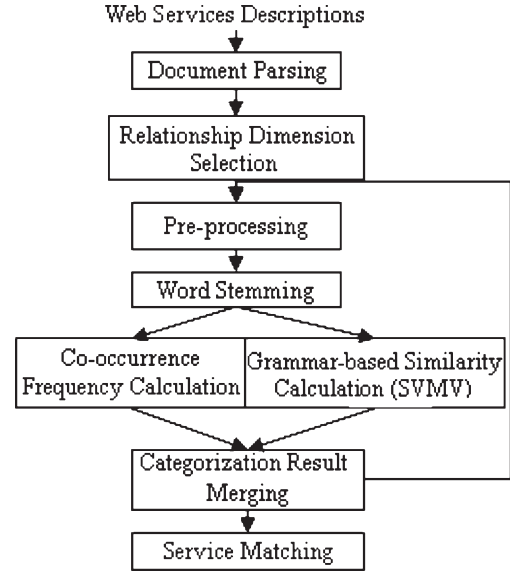 Web Services Descriptions
Document Parsing
Relationship Dimension
Selection
Pre-processing
Word Stemming
Co-occurrence
Frequency Calculation
Grammar-based Similarity
Calculation (SVMV)
Categorization Result
Merging
Service Matching